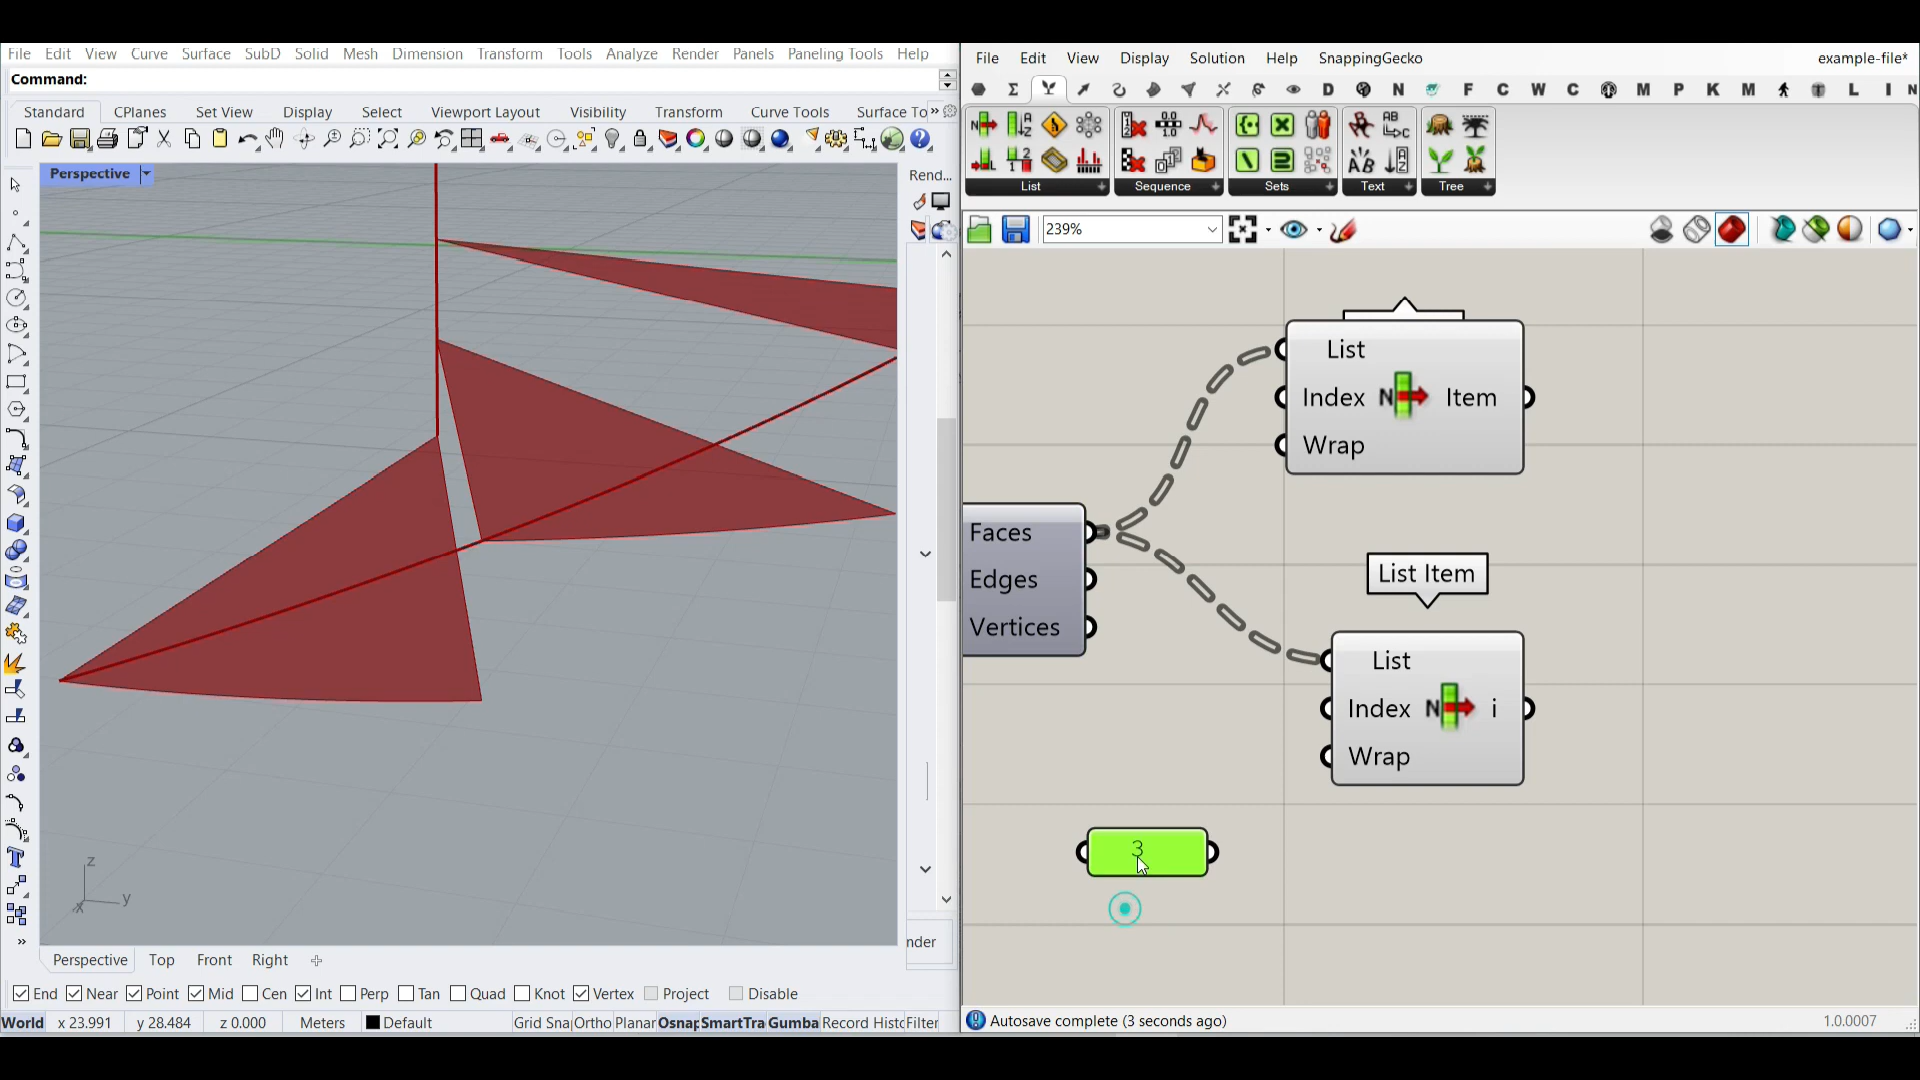 File Edit View Curve Surface SubD Solid Mesh Dimension Transform Tools Analyze Render Panels Paneling Tools Help
Command:
Standard CPlanes Set View Display Select Viewport Layout Visibility Transform Curve Tools Surface To
Perspective
Rend...
nder
Perspective Top Front Right
End Near Point Mid Cen Int Perp Tan Quad Knot Vertex Project Disable
World x 23.991 y 28.484 z 0.000 Meters Default Grid Sna Ortho Planar Osnap SmartTra Gumba Record Histo Filter
z
y
x
File Edit View Display Solution Help SnappingGecko example-file*
D N F C W C M P K M L I N
List Sequence Sets Text Tree
239%
List
Index N Item
Wrap
Faces
Edges
Vertices
List Item
List
Index N i
Wrap
3
Autosave complete (3 seconds ago) 1.0.0007